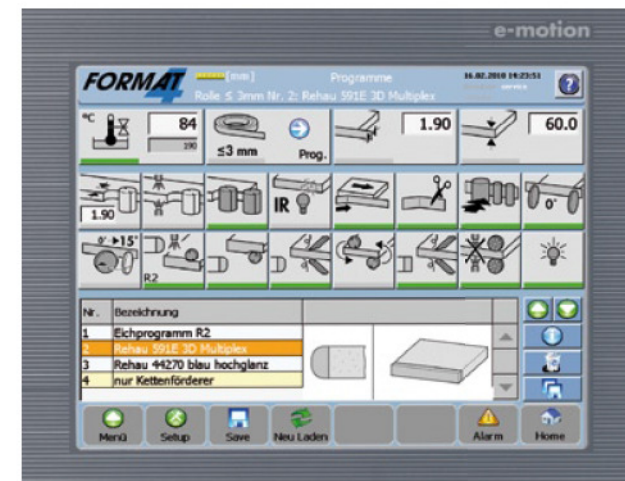 e-motion
FORMAT 4
[mm]
Programme
16.02.2010 14:23:51
Rolle ≤ 3mm Nr. 2: Rehau 591E 3D Multiplex
°C
84
190
≤3 mm
Prog.
1.90
60.0
1.90
IR
0°
0° ►15°
R2
Nr. Bezeichnung
1 Eichprogramm R2
2 Rehau 591E 3D Multiplex
3 Rehau 44270 blau hochglanz
4 nur Kettenförderer
Menü
Setup
Save
Neu Laden
Alarm
Home